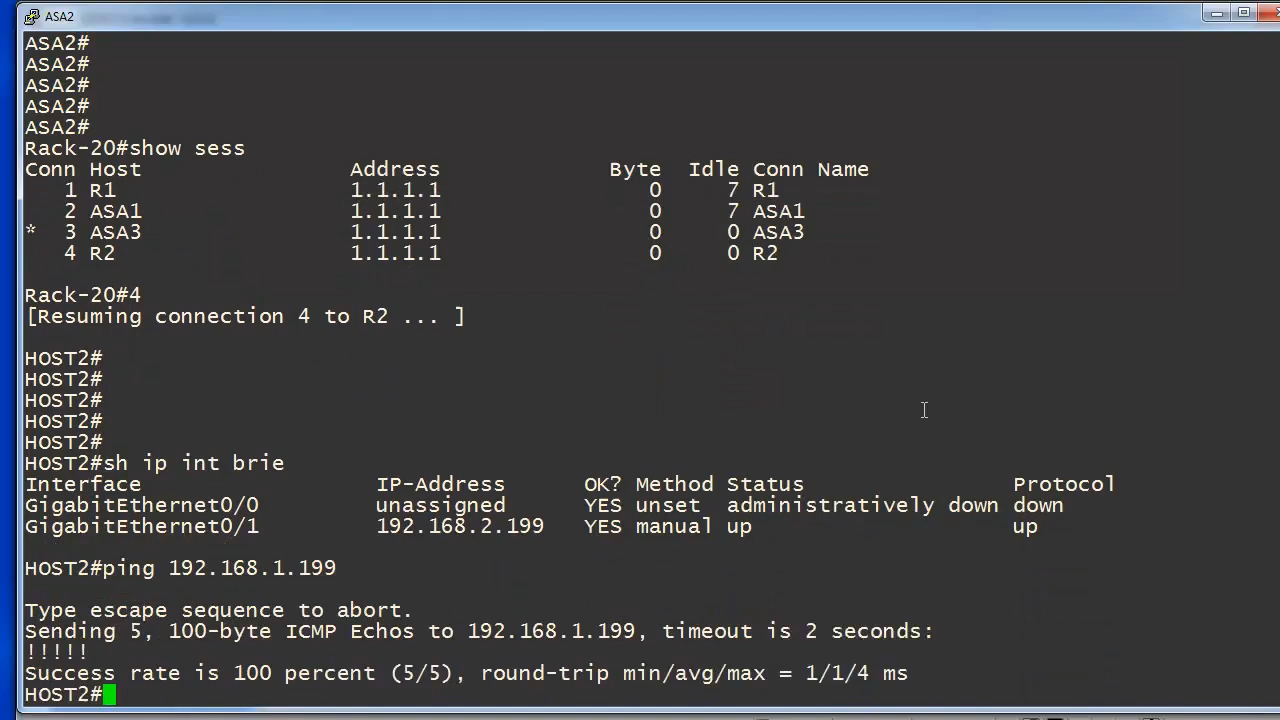 ASA2
ASA2#
ASA2#
ASA2#
ASA2#
ASA2#
Rack-20#show sess
Conn Host Address Byte Idle Conn Name
1 R1 1.1.1.1 0 7 R1
2 ASA1 1.1.1.1 0 7 ASA1
* 3 ASA3 1.1.1.1 0 0 ASA3
4 R2 1.1.1.1 0 0 R2
Rack-20#4
[Resuming connection 4 to R2 ... ]
HOST2#
HOST2#
HOST2#
HOST2#
HOST2#
HOST2#sh ip int brie
Interface IP-Address OK? Method Status Protocol
GigabitEthernet0/0 unassigned YES unset administratively down down
GigabitEthernet0/1 192.168.2.199 YES manual up up
HOST2#ping 192.168.1.199
Type escape sequence to abort.
Sending 5, 100-byte ICMP Echos to 192.168.1.199, timeout is 2 seconds:
!!!!!
Success rate is 100 percent (5/5), round-trip min/avg/max = 1/1/4 ms
HOST2#